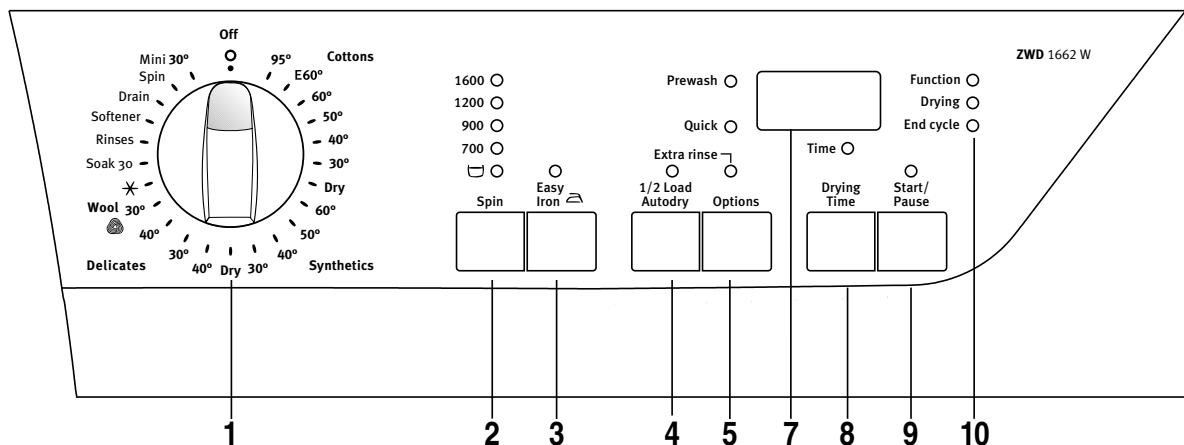 Off
Mini 30°
Spin
Drain
Softener
Rinses
Soak 30
Wool 30°
40°
Delicates
30°
40°
Dry
30°
40°
Synthetics
50°
60°
Dry
30°
40°
50°
60°
E60°
95°
Cottons
1600
1200
900
700
Spin
Easy
Iron
Prewash
Quick
Extra rinse
1/2 Load
Autodry
Options
Time
Drying
Time
Start/
Pause
ZWD 1662 W
Function
Drying
End cycle
1 2 3 4 5 7 8 9 10